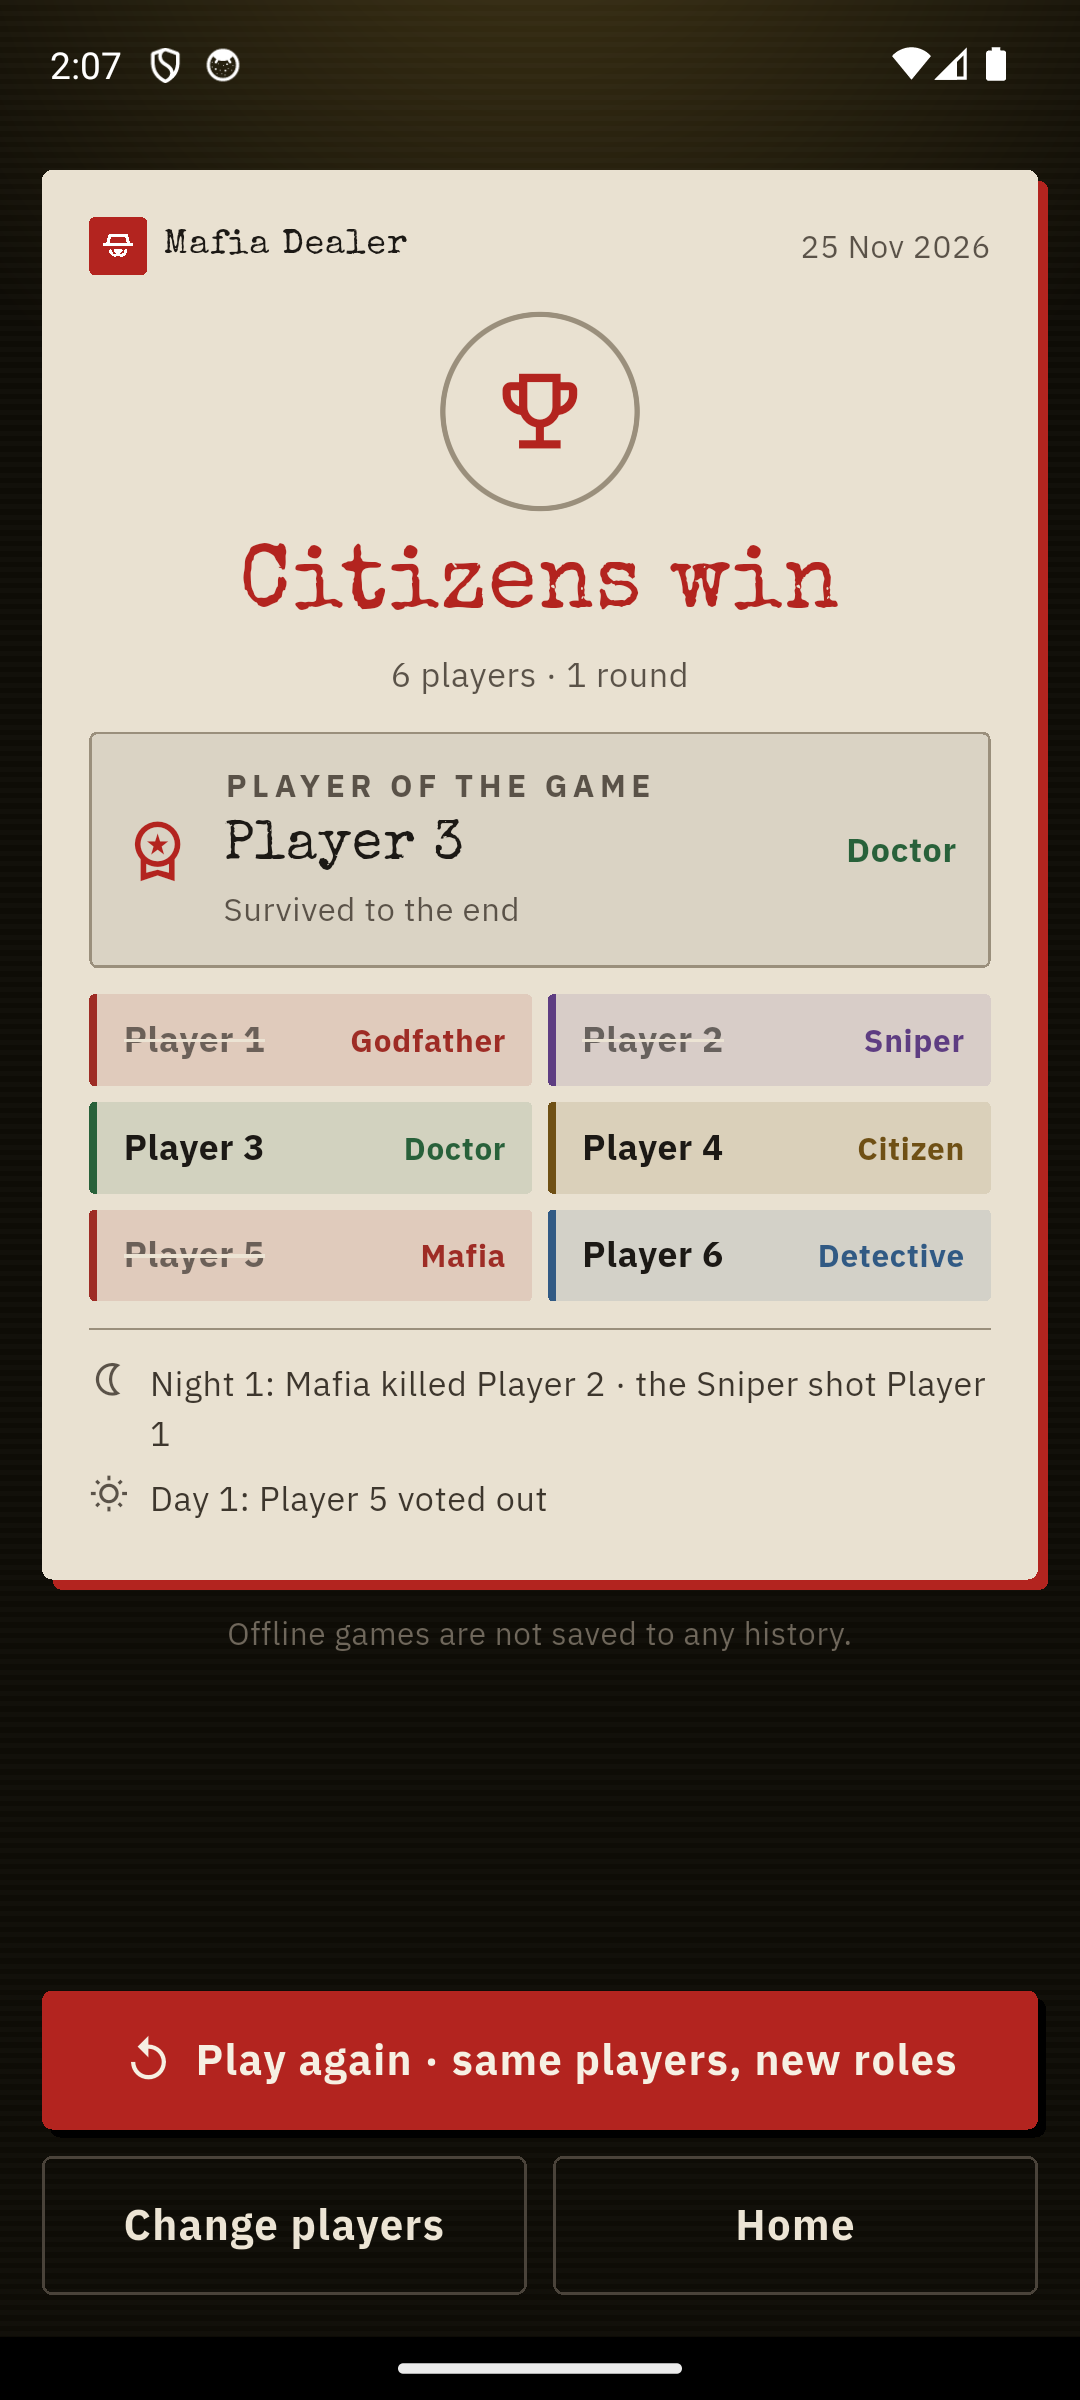 2:07
Mafia Dealer
25 Nov 2026
Citizens win
6 players · 1 round
PLAYER OF THE GAME
Player 3
Doctor
Survived to the end
Player 1 Godfather
Player 2 Sniper
Player 3 Doctor
Player 4 Citizen
Player 5 Mafia
Player 6 Detective
Night 1: Mafia killed Player 2 · the Sniper shot Player
1
Day 1: Player 5 voted out
Offline games are not saved to any history.
Play again · same players, new roles
Change players
Home